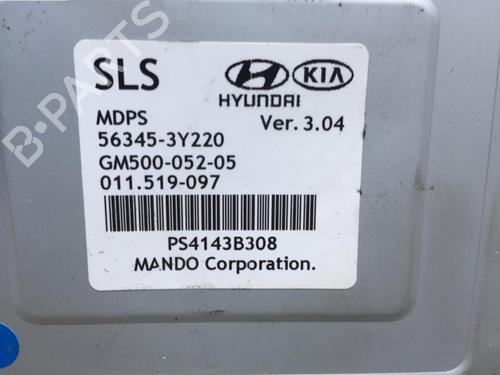 B-PARTS
SLS
HYUNDAI
KIA
MDPS
Ver. 3.04
56345-3Y220
GM500-052-05
011.519-097
PS4143B308
MANDO Corporation.